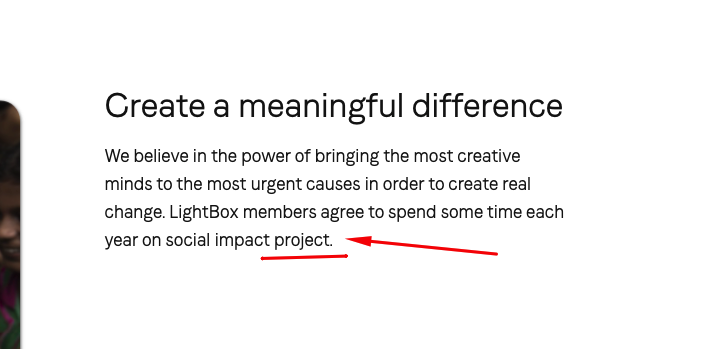 Create a meaningful difference
We believe in the power of bringing the most creative
minds to the most urgent causes in order to create real
change. LightBox members agree to spend some time each
year on social impact project.